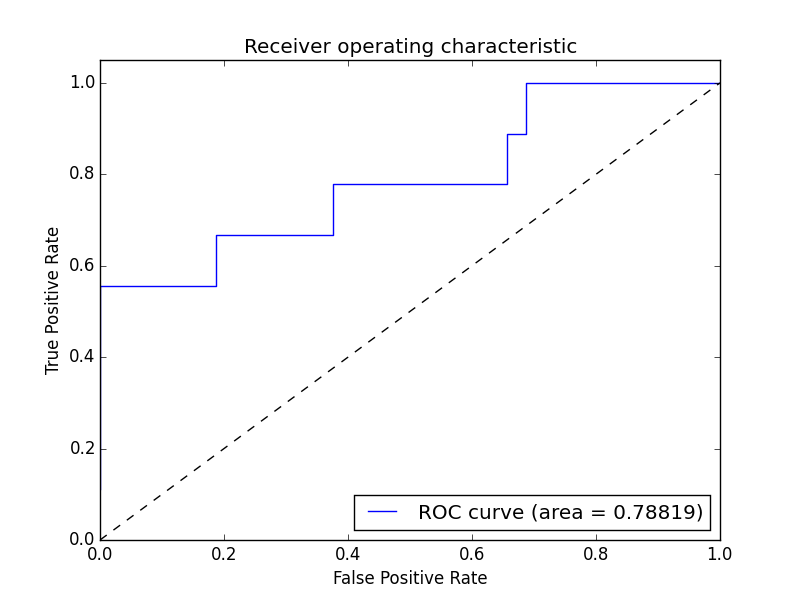 Receiver operating characteristic
1.0
0.8
0.6
0.4
0.2
0.0
True Positive Rate
ROC curve (area = 0.78819)
0.0 0.2 0.4 0.6 0.8 1.0
False Positive Rate